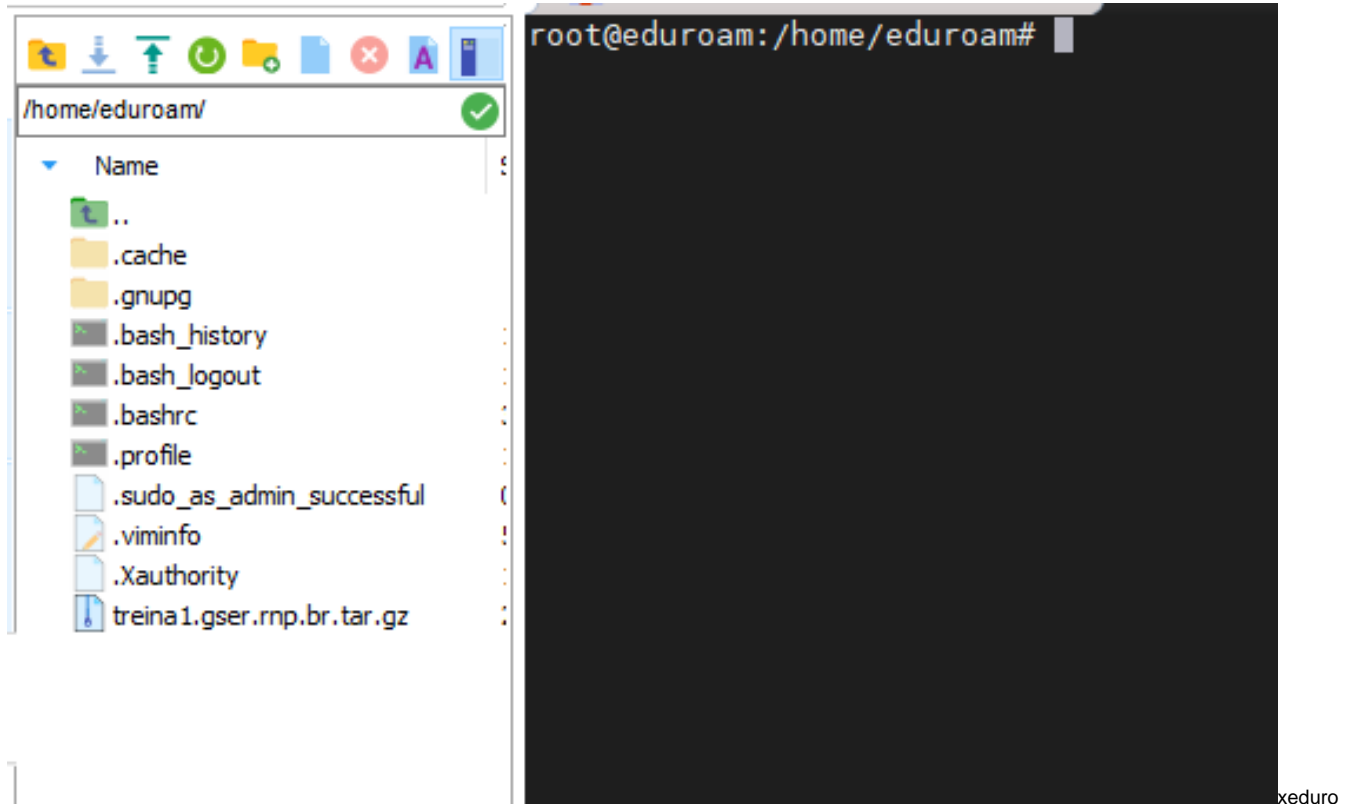 root@eduroam:/home/eduroam#
/home/eduroam/
Name
..
.cache
.gnupg
.bash_history
.bash_logout
.bashrc
.profile
.sudo_as_admin_successful
.viminfo
.Xauthority
treina1.gser.rnp.br.tar.gz
xeduro